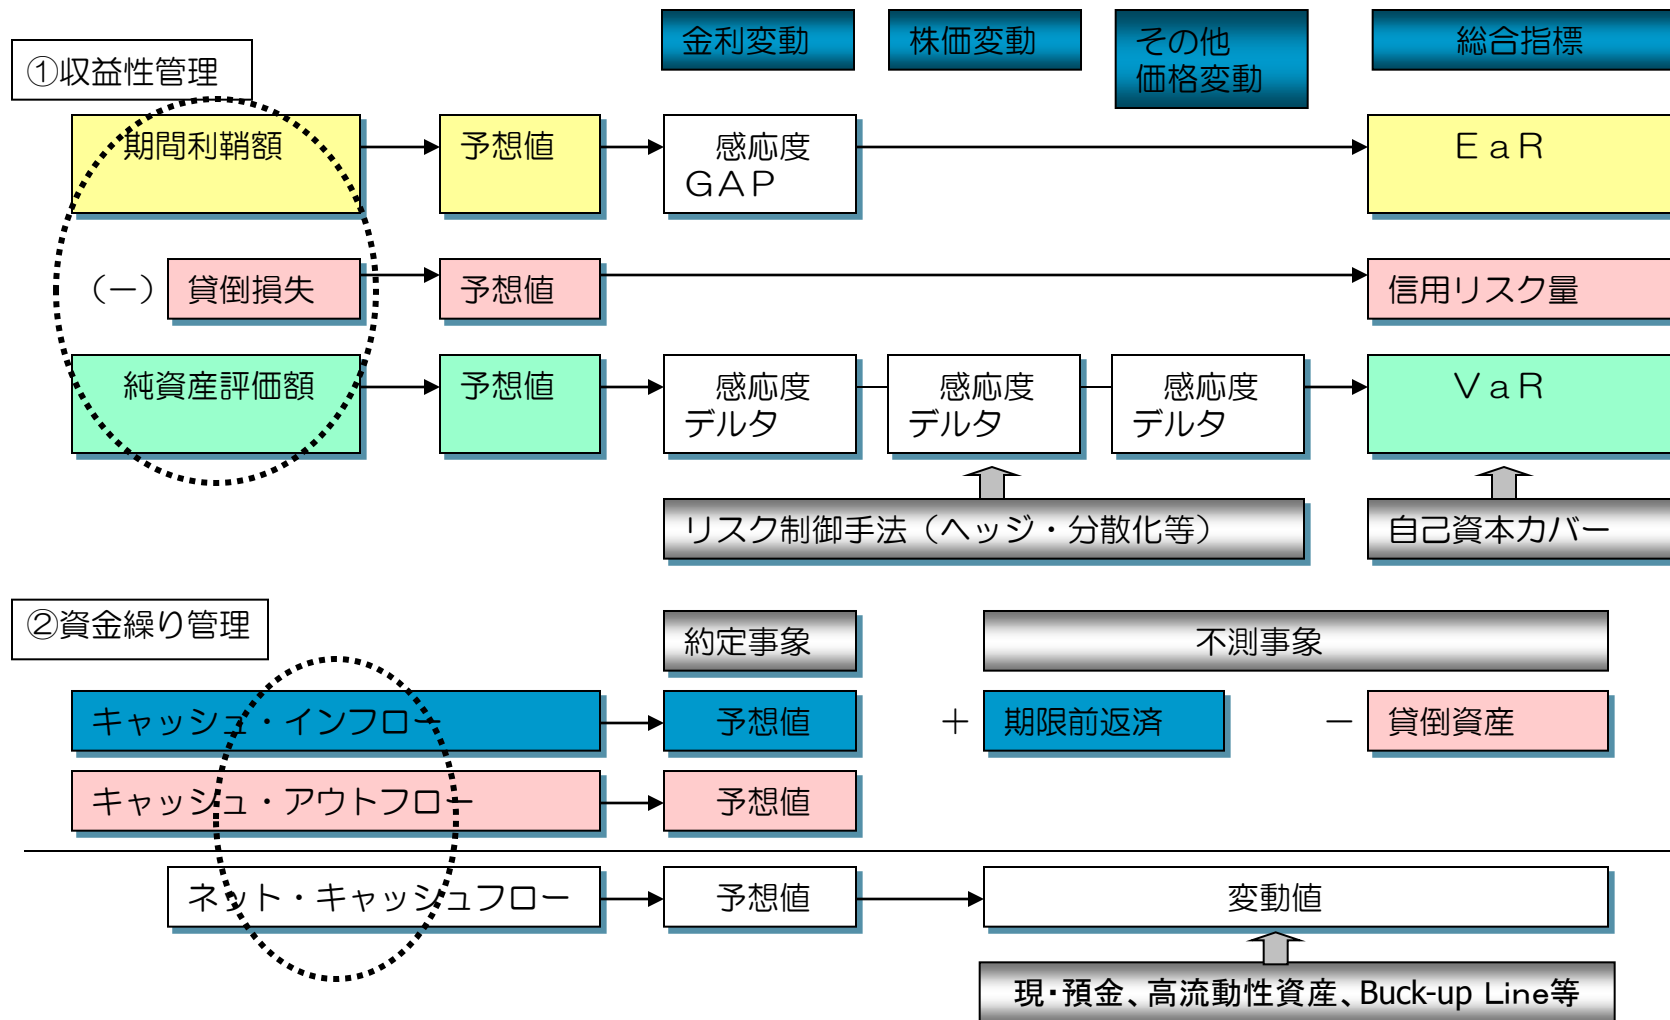 金利変動
株価変動
その他
価格変動
総合指標
①収益性管理
期間利鞘額
予想値
感応度
GAP
EaR
(－)
貸倒損失
予想値
信用リスク量
純資産評価額
予想値
感応度
デルタ
感応度
デルタ
感応度
デルタ
VaR
リスク制御手法（ヘッジ・分散化等）
自己資本カバー
②資金繰り管理
約定事象
不測事象
キャッシュ・インフロー
予想値
＋
期限前返済
－
貸倒資産
キャッシュ・アウトフロー
予想値
ネット・キャッシュフロー
予想値
変動値
現・預金、高流動性資産、Buck-up Line等